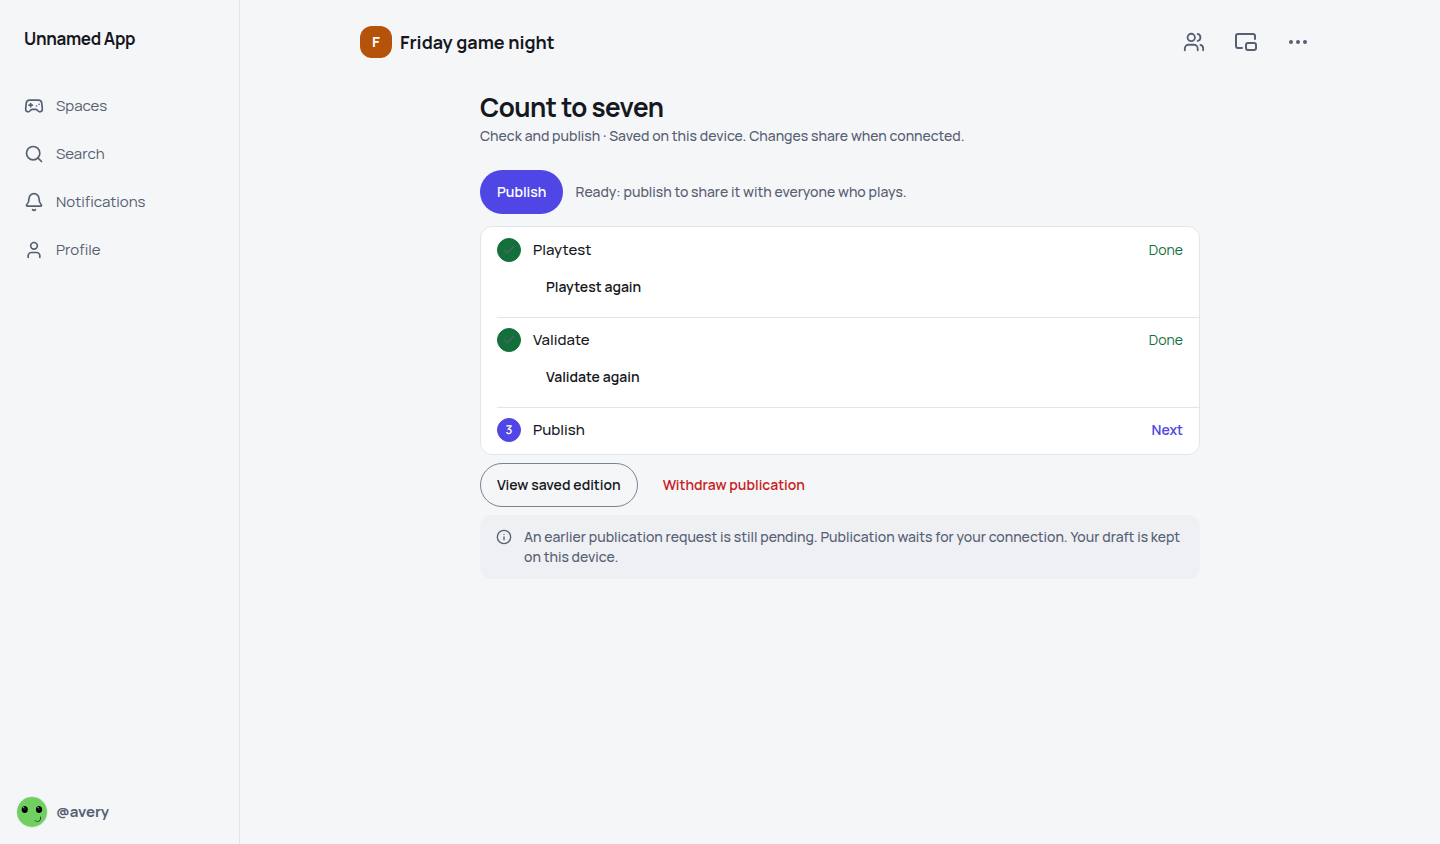 Unnamed App
Spaces
Search
Notifications
Profile
@avery
F
Friday game night
Count to seven
Check and publish · Saved on this device. Changes share when connected.
Publish
Ready: publish to share it with everyone who plays.
Playtest
Done
Playtest again
Validate
Done
Validate again
3
Publish
Next
View saved edition
Withdraw publication
An earlier publication request is still pending. Publication waits for your connection. Your draft is kept
on this device.